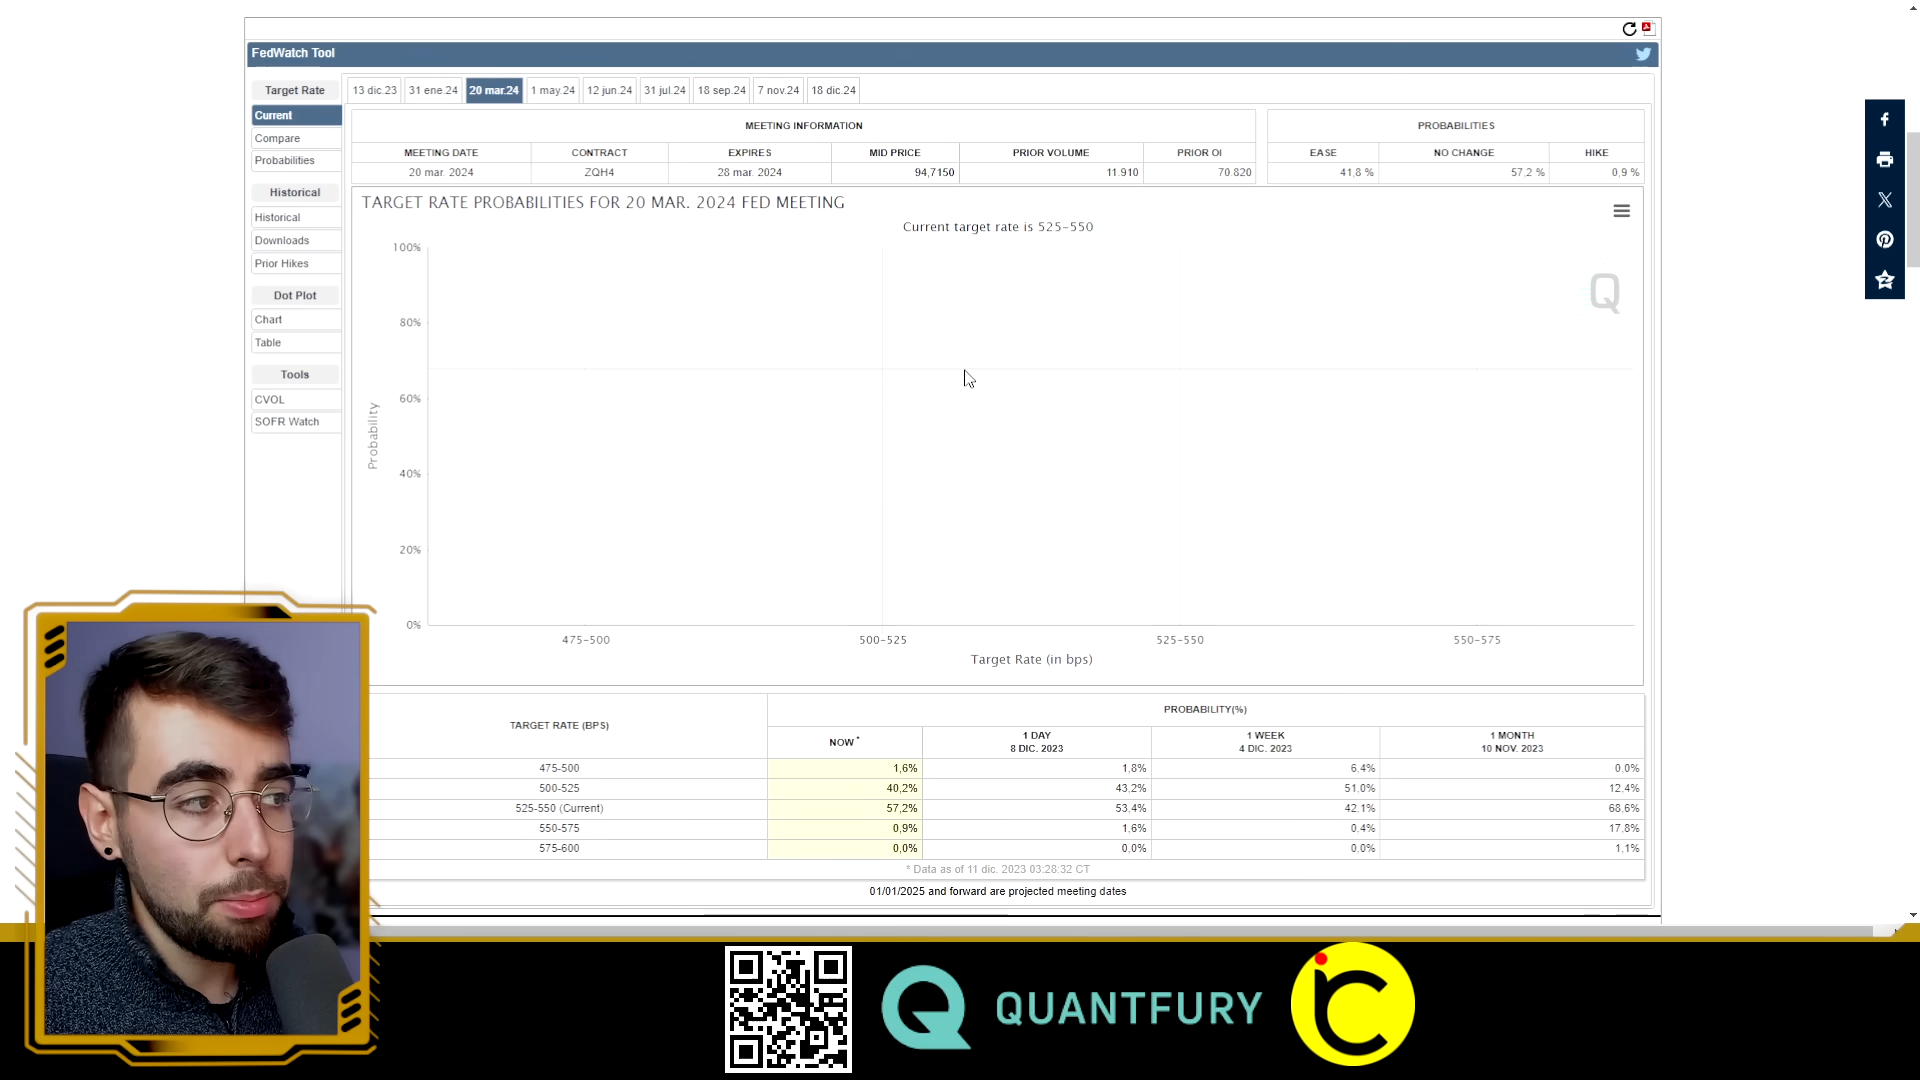 FedWatch Tool
Target Rate
Current
Compare
Probabilities
Historical
Historical
Downloads
Prior Hikes
Dot Plot
Chart
Table
Tools
CVOL
SOFR Watch
13 dic.23 31 ene.24 20 mar.24 1 may.24 12 jun.24 31 jul.24 18 sep.24 7 nov.24 18 dic.24
MEETING INFORMATION
MEETING DATE CONTRACT EXPIRES MID PRICE PRIOR VOLUME PRIOR OI
20 mar. 2024 ZQH4 28 mar. 2024 94,7150 11.910 70.820
PROBABILITIES
EASE NO CHANGE HIKE
41,8 % 57,2 % 0,9 %
TARGET RATE PROBABILITIES FOR 20 MAR. 2024 FED MEETING
Current target rate is 525-550
Q
100%
80%
60%
40%
20%
0%
Probability
475-500 500-525 525-550 550-575
Target Rate (in bps)
TARGET RATE (BPS) PROBABILITY(%)
NOW * 1 DAY 8 DIC. 2023 1 WEEK 4 DIC. 2023 1 MONTH 10 NOV. 2023
475-500 1,6% 1,8% 6,4% 0,0%
500-525 40,2% 43,2% 51,0% 12,4%
525-550 (Current) 57,2% 53,4% 42,1% 68,6%
550-575 0,9% 1,6% 0,4% 17,8%
575-600 0,0% 0,0% 0,0% 1,1%
* Data as of 11 dic. 2023 03:28:32 CT
01/01/2025 and forward are projected meeting dates
QUANTFURY